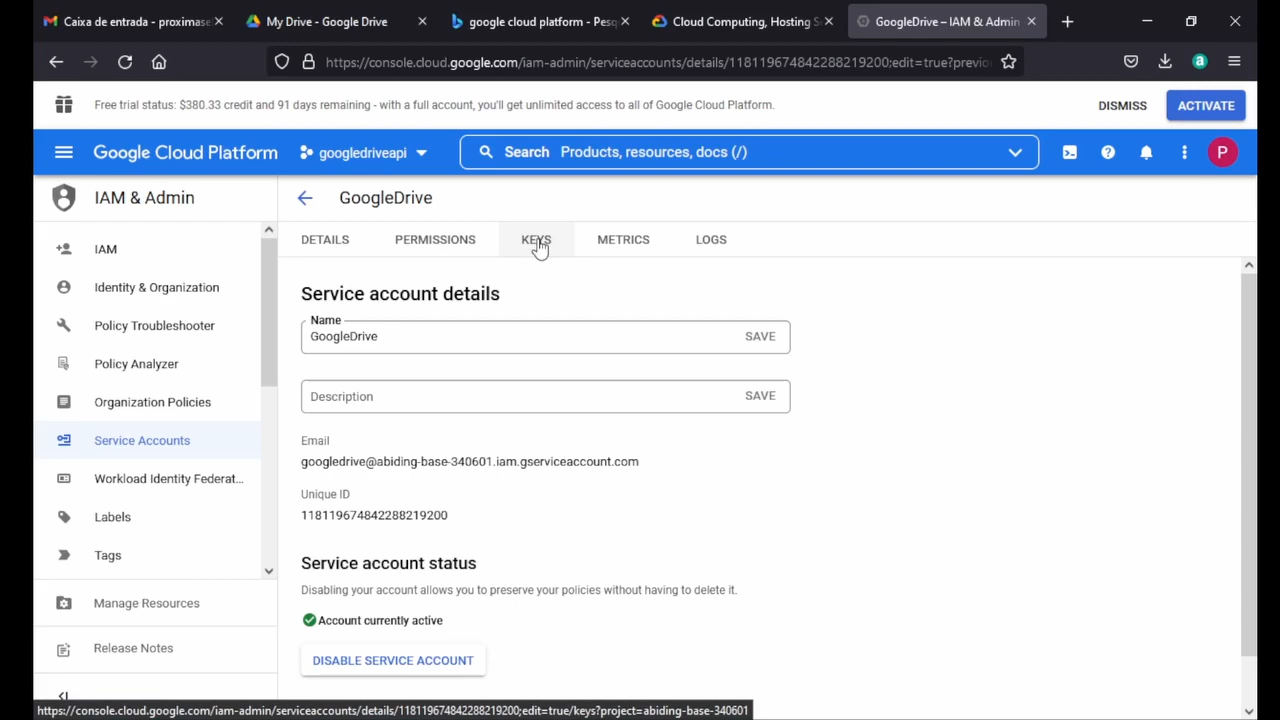 Caixa de entrada - proximase
My Drive - Google Drive
google cloud platform - Pesq
Cloud Computing, Hosting Se
GoogleDrive – IAM & Admin
https://console.cloud.google.com/iam-admin/serviceaccounts/details/118119674842288219200;edit=true?previo
a
Free trial status: $380.33 credit and 91 days remaining - with a full account, you'll get unlimited access to all of Google Cloud Platform.
DISMISS
ACTIVATE
Google Cloud Platform
googledriveapi
Search Products, resources, docs (/)
P
IAM & Admin
GoogleDrive
DETAILS
PERMISSIONS
KEYS
METRICS
LOGS
IAM
Identity & Organization
Policy Troubleshooter
Policy Analyzer
Organization Policies
Service Accounts
Workload Identity Federat...
Labels
Tags
Manage Resources
Release Notes
Service account details
Name
GoogleDrive
SAVE
Description
SAVE
Email
googledrive@abiding-base-340601.iam.gserviceaccount.com
Unique ID
118119674842288219200
Service account status
Disabling your account allows you to preserve your policies without having to delete it.
Account currently active
DISABLE SERVICE ACCOUNT
https://console.cloud.google.com/iam-admin/serviceaccounts/details/118119674842288219200;edit=true/keys?project=abiding-base-340601